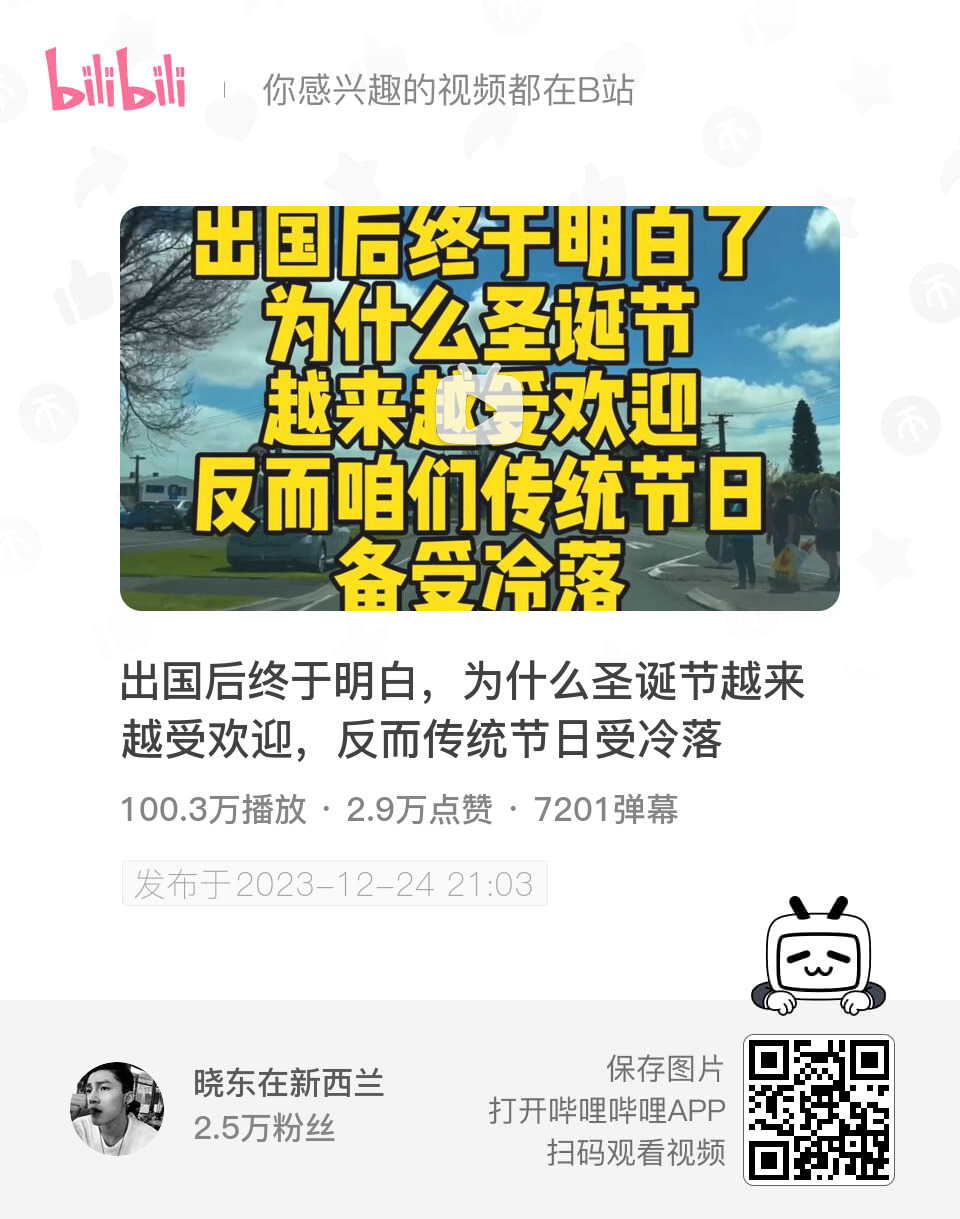 bilibili
你感兴趣的视频都在B站
出国后终于明白了
为什么圣诞节
越来越受欢迎
反而咱们传统节日
备受冷落
出国后终于明白，为什么圣诞节越来
越受欢迎，反而传统节日受冷落
100.3万播放 · 2.9万点赞 · 7201弹幕
发布于2023-12-24 21:03
晓东在新西兰
2.5万粉丝
保存图片
打开哔哩哔哩APP
扫码观看视频